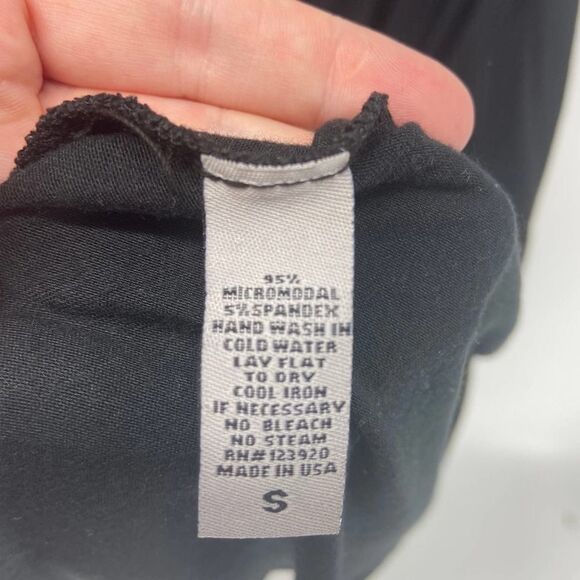 95%
MICROMODAL
5% SPANDEX
HAND WASH IN
COLD WATER
LAY FLAT
TO DRY
COOL IRON
IF NECESSARY
NO BLEACH
NO STEAM
RN# 123920
MADE IN USA
S